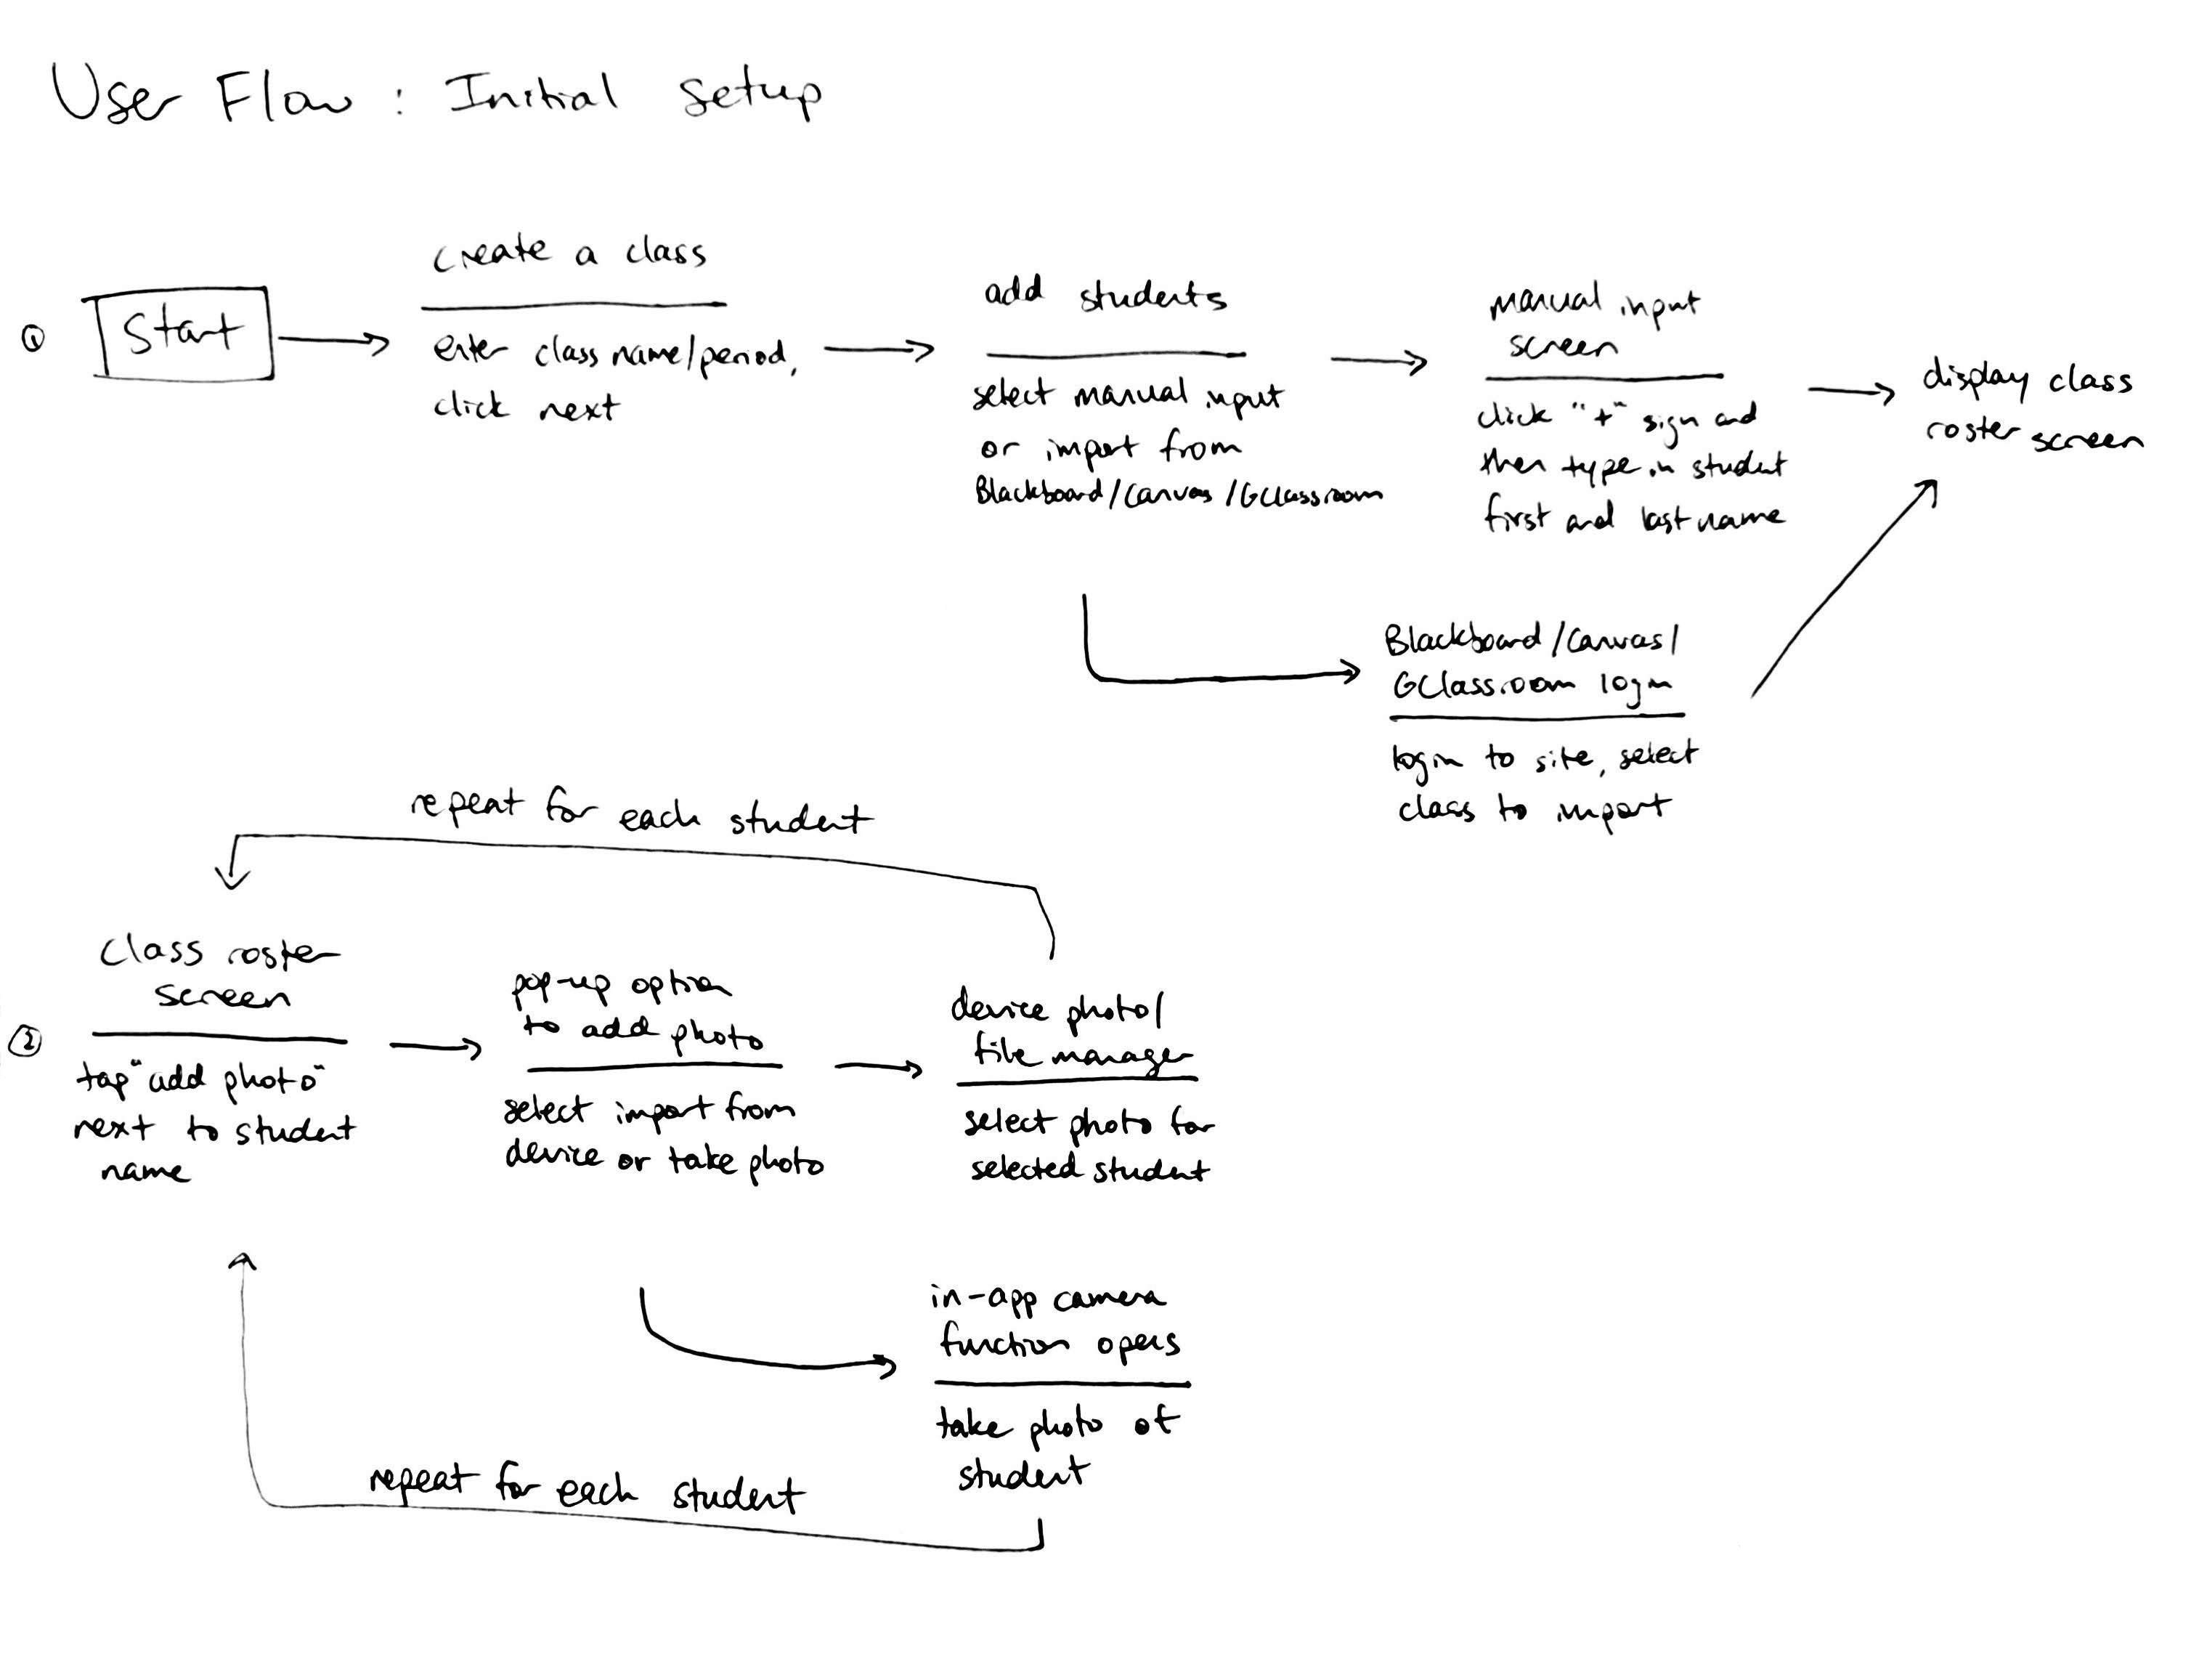 User Flow : Initial Setup
①
Start
create a class
enter class name/period,
click next
add students
select manual input
or import from
Blackboard/Canvas/GClassroom
manual input
screen
click "+" sign and
then type in student
first and last name
display class
roster screen
Blackboard/Canvas/
GClassroom login
login to site, select
class to import
repeat for each student
②
Class roster
screen
tap "add photo"
next to student
name
pop-up option
to add photo
select import from
device or take photo
device photo/
file manager
select photo for
selected student
in-app camera
function opens
take photo of
student
repeat for each student